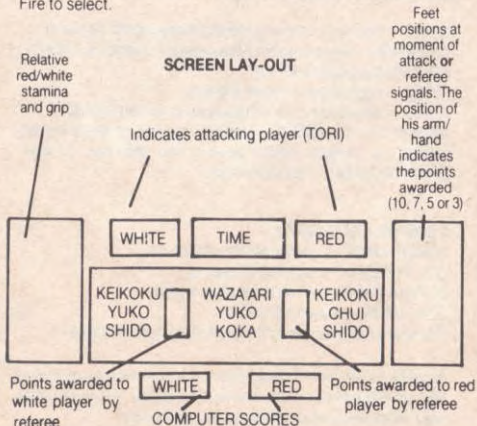 Fire to select.
Feet
positions at
moment of
attack or
referee
signals. The
position of
his arm/
hand
indicates
the points
awarded
(10, 7, 5 or 3)
Relative
red/white
stamina
and grip
SCREEN LAY-OUT
Indicates attacking player (TORI)
WHITE TIME RED
KEIKOKU WAZA ARI KEIKOKU
YUKO YUKO CHUI
SHIDO KOKA SHIDO
Points awarded to
white player by
referee
WHITE RED
COMPUTER SCORES
Points awarded to red
player by referee